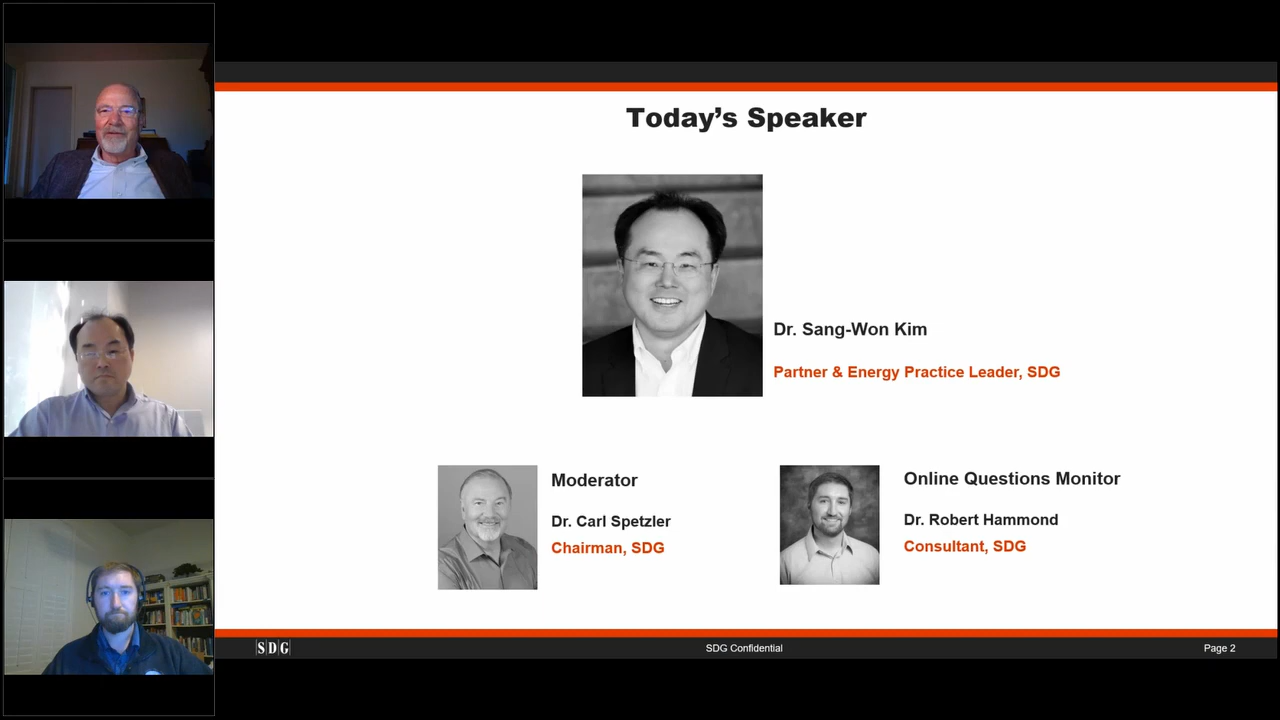 Today's Speaker
Dr. Sang-Won Kim
Partner & Energy Practice Leader, SDG
Moderator
Dr. Carl Spetzler
Chairman, SDG
Online Questions Monitor
Dr. Robert Hammond
Consultant, SDG
SDG
SDG Confidential
Page 2